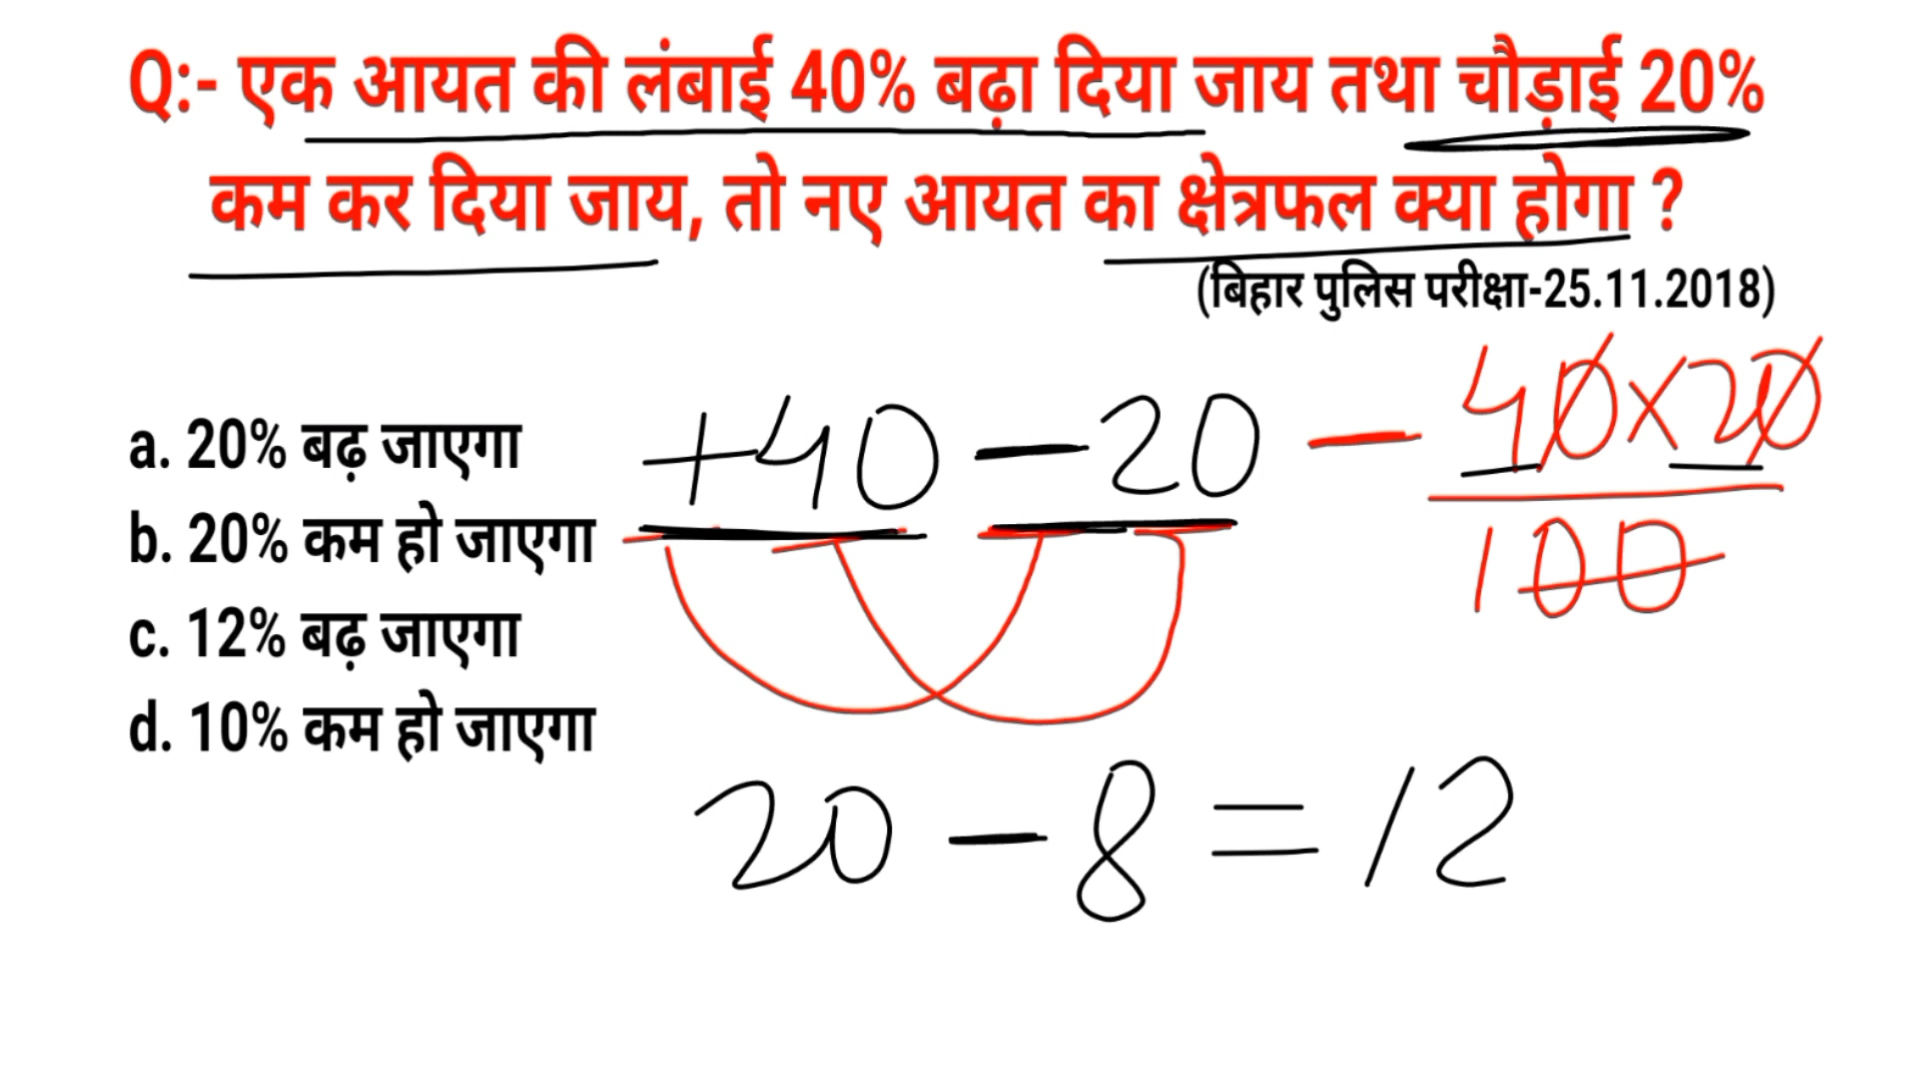 Q:- एक आयत की लंबाई 40% बढ़ा दिया जाय तथा चौड़ाई 20%
कम कर दिया जाय, तो नए आयत का क्षेत्रफल क्या होगा ?
(बिहार पुलिस परीक्षा-25.11.2018)
a. 20% बढ़ जाएगा
+40 - 20 - 40×20
100
b. 20% कम हो जाएगा
c. 12% बढ़ जाएगा
d. 10% कम हो जाएगा
20 - 8 = 12